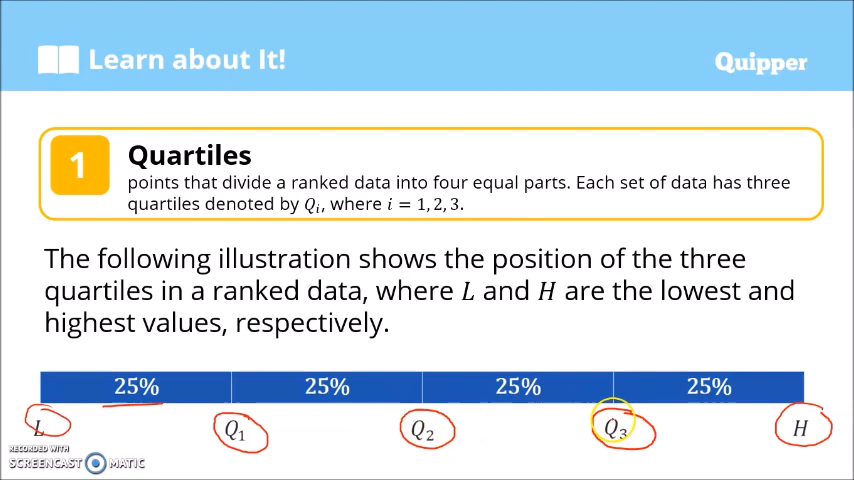 Learn about It!
Quipper
1
Quartiles
points that divide a ranked data into four equal parts. Each set of data has three
quartiles denoted by Qᵢ, where i = 1, 2, 3.
The following illustration shows the position of the three
quartiles in a ranked data, where L and H are the lowest and
highest values, respectively.
25% 25% 25% 25%
L Q₁ Q₂ Q₃ H
RECORDED WITH
SCREENCAST MATIC